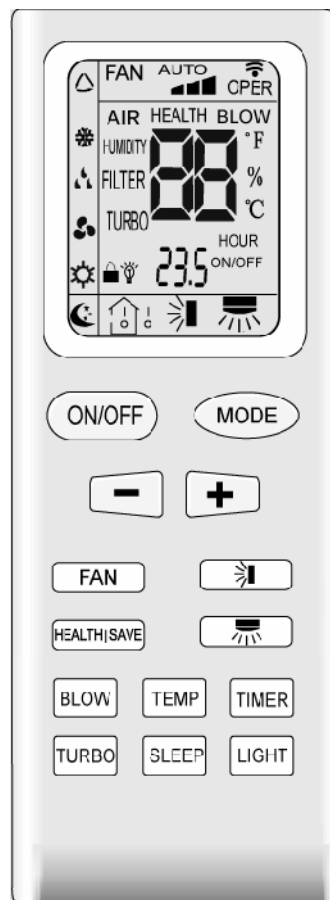 FAN AUTO OPER
AIR HEALTH BLOW
HUMIDITY 88 °F
FILTER %
TURBO °C
HOUR
23.5 ON/OFF
ON/OFF MODE
- +
FAN
HEALTH|SAVE
BLOW TEMP TIMER
TURBO SLEEP LIGHT